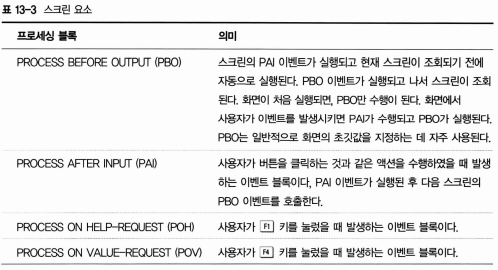 표 13-3 스크린 요소
프로세싱 블록 의미
PROCESS BEFORE OUTPUT (PBO) 스크린의 PAI 이벤트가 실행되고 현재 스크린이 조회되기 전에
자동으로 실행된다. PBO 이벤트가 실행되고 나서 스크린이 조회
된다. 화면이 처음 실행되면, PBO만 수행이 된다. 화면에서
사용자가 이벤트를 발생시키면 PAI가 수행되고 PBO가 실행된다.
PBO는 일반적으로 화면의 초깃값을 지정하는 데 자주 사용된다.
PROCESS AFTER INPUT (PAI) 사용자가 버튼을 클릭하는 것과 같은 액션을 수행하였을 때 발생
하는 이벤트 블록이다, PAI 이벤트가 실행된 후 다음 스크린의
PBO 이벤트를 호출한다.
PROCESS ON HELP-REQUEST (POH) 사용자가 F1 키를 눌렀을 때 발생하는 이벤트 블록이다.
PROCESS ON VALUE-REQUEST (POV) 사용자가 F4 키를 눌렀을 때 발생하는 이벤트 블록이다.